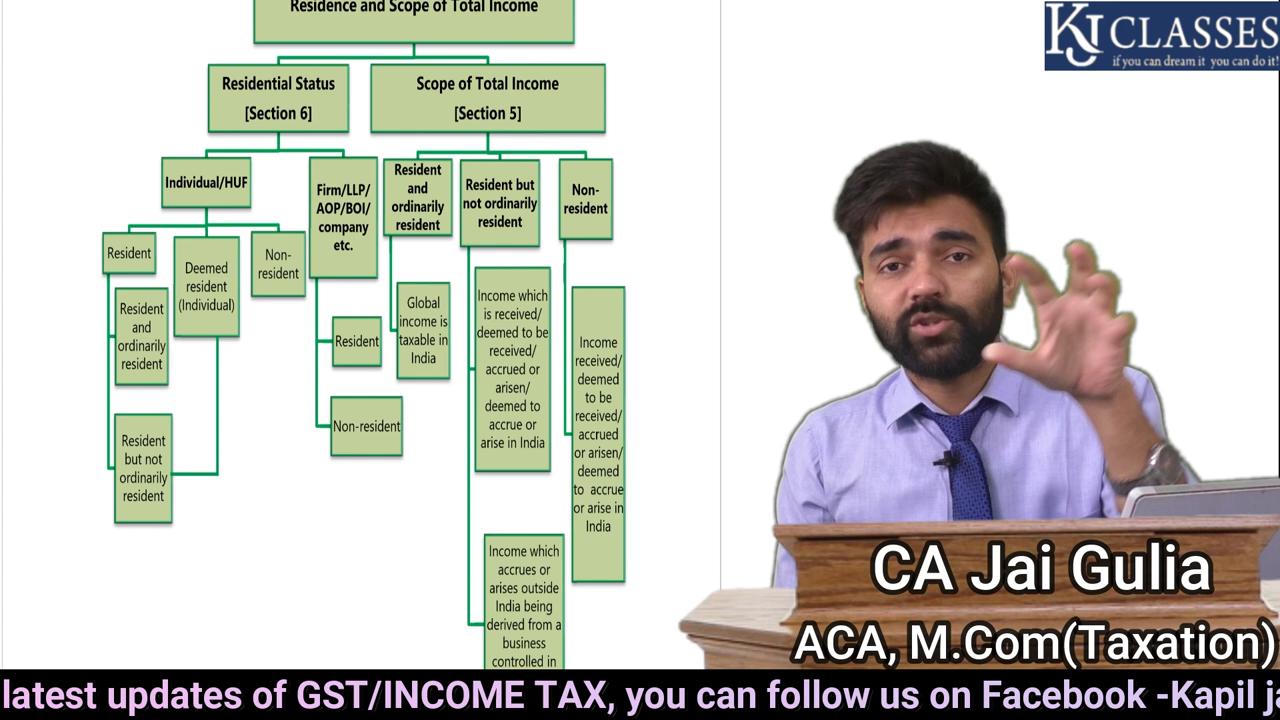 Residence and Scope of Total Income
Residential Status
[Section 6]
Scope of Total Income
[Section 5]
Individual/HUF
Firm/LLP/
AOP/BOI/
company
etc.
Resident
and
ordinarily
resident
Resident but
not ordinarily
resident
Non-
resident
Resident
Deemed
resident
(Individual)
Non-
resident
Resident
and
ordinarily
resident
Resident
but not
ordinarily
resident
Resident
Non-resident
Global
income is
taxable in
India
Income which
is received/
deemed to be
received/
accrued or
arisen/
deemed to
accrue or
arise in India
Income which
accrues or
arises outside
India being
derived from a
business
controlled in
Income
received/
deemed
to be
received/
accrued
or arisen/
deemed
to accrue
or arise in
India
KJ CLASSES
if you can dream it you can do it!
CA Jai Gulia
ACA, M.Com(Taxation)
latest updates of GST/INCOME TAX, you can follow us on Facebook -Kapil ja